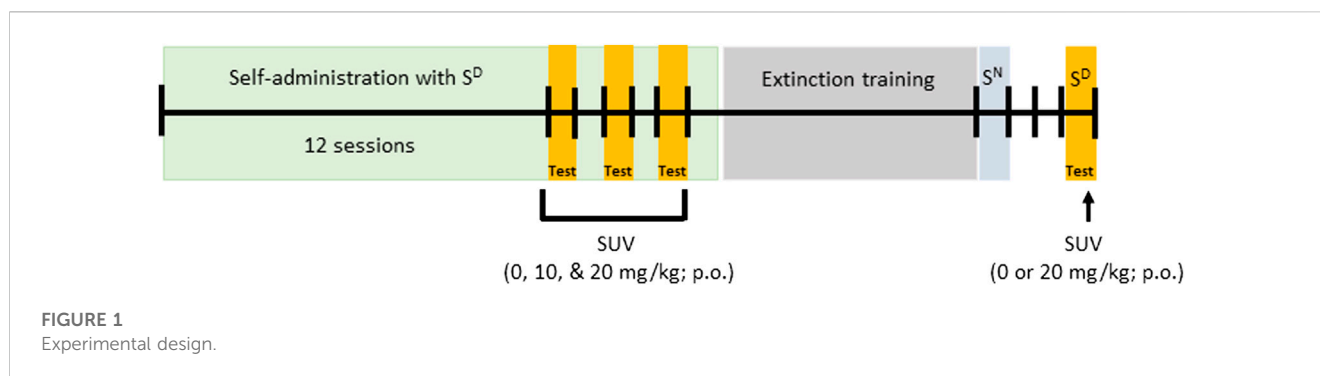 Self-administration with S^D
Extinction training
S^N
S^D
12 sessions
Test
Test
Test
Test
SUV
(0, 10, & 20 mg/kg; p.o.)
SUV
(0 or 20 mg/kg; p.o.)
FIGURE 1
Experimental design.